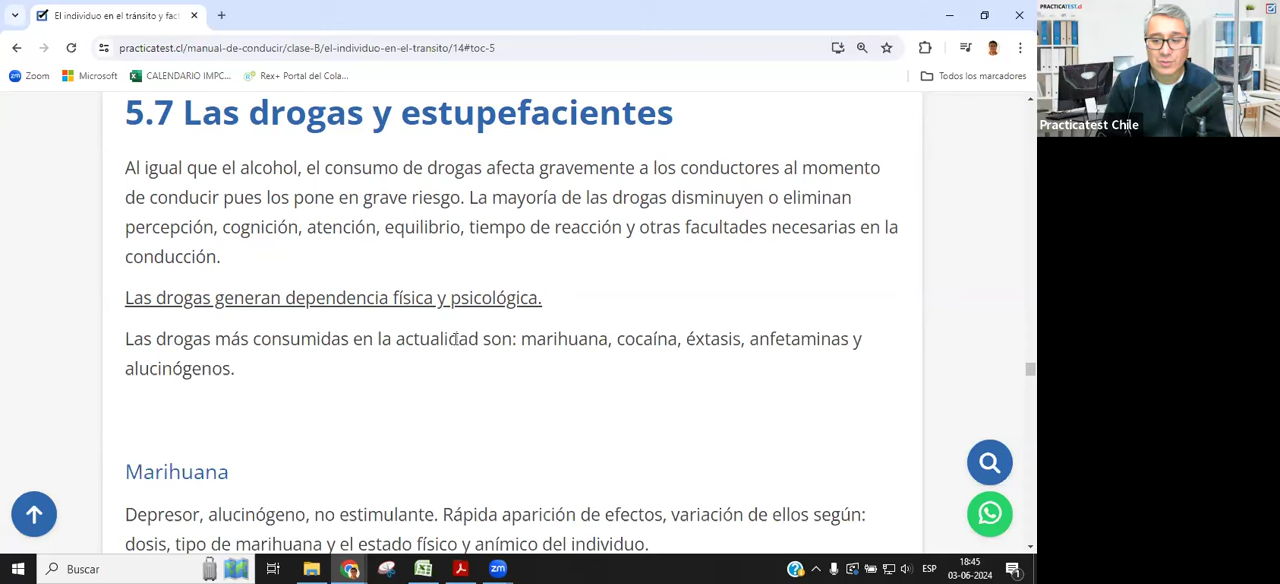 El individuo en el tránsito y fact
practicatest.cl/manual-de-conducir/clase-B/el-individuo-en-el-transito/14#toc-5
Zoom
Microsoft
CALENDARIO IMPC...
Rex+ Portal del Cola...
Todos los marcadores
PRACTICATEST.cl
Practicatest Chile
5.7 Las drogas y estupefacientes
Al igual que el alcohol, el consumo de drogas afecta gravemente a los conductores al momento
de conducir pues los pone en grave riesgo. La mayoría de las drogas disminuyen o eliminan
percepción, cognición, atención, equilibrio, tiempo de reacción y otras facultades necesarias en la
conducción.
Las drogas generan dependencia física y psicológica.
Las drogas más consumidas en la actualidad son: marihuana, cocaína, éxtasis, anfetaminas y
alucinógenos.
Marihuana
Depresor, alucinógeno, no estimulante. Rápida aparición de efectos, variación de ellos según:
dosis, tipo de marihuana y el estado físico y anímico del individuo.
Buscar
zm
ESP
18:45
03-06-2024